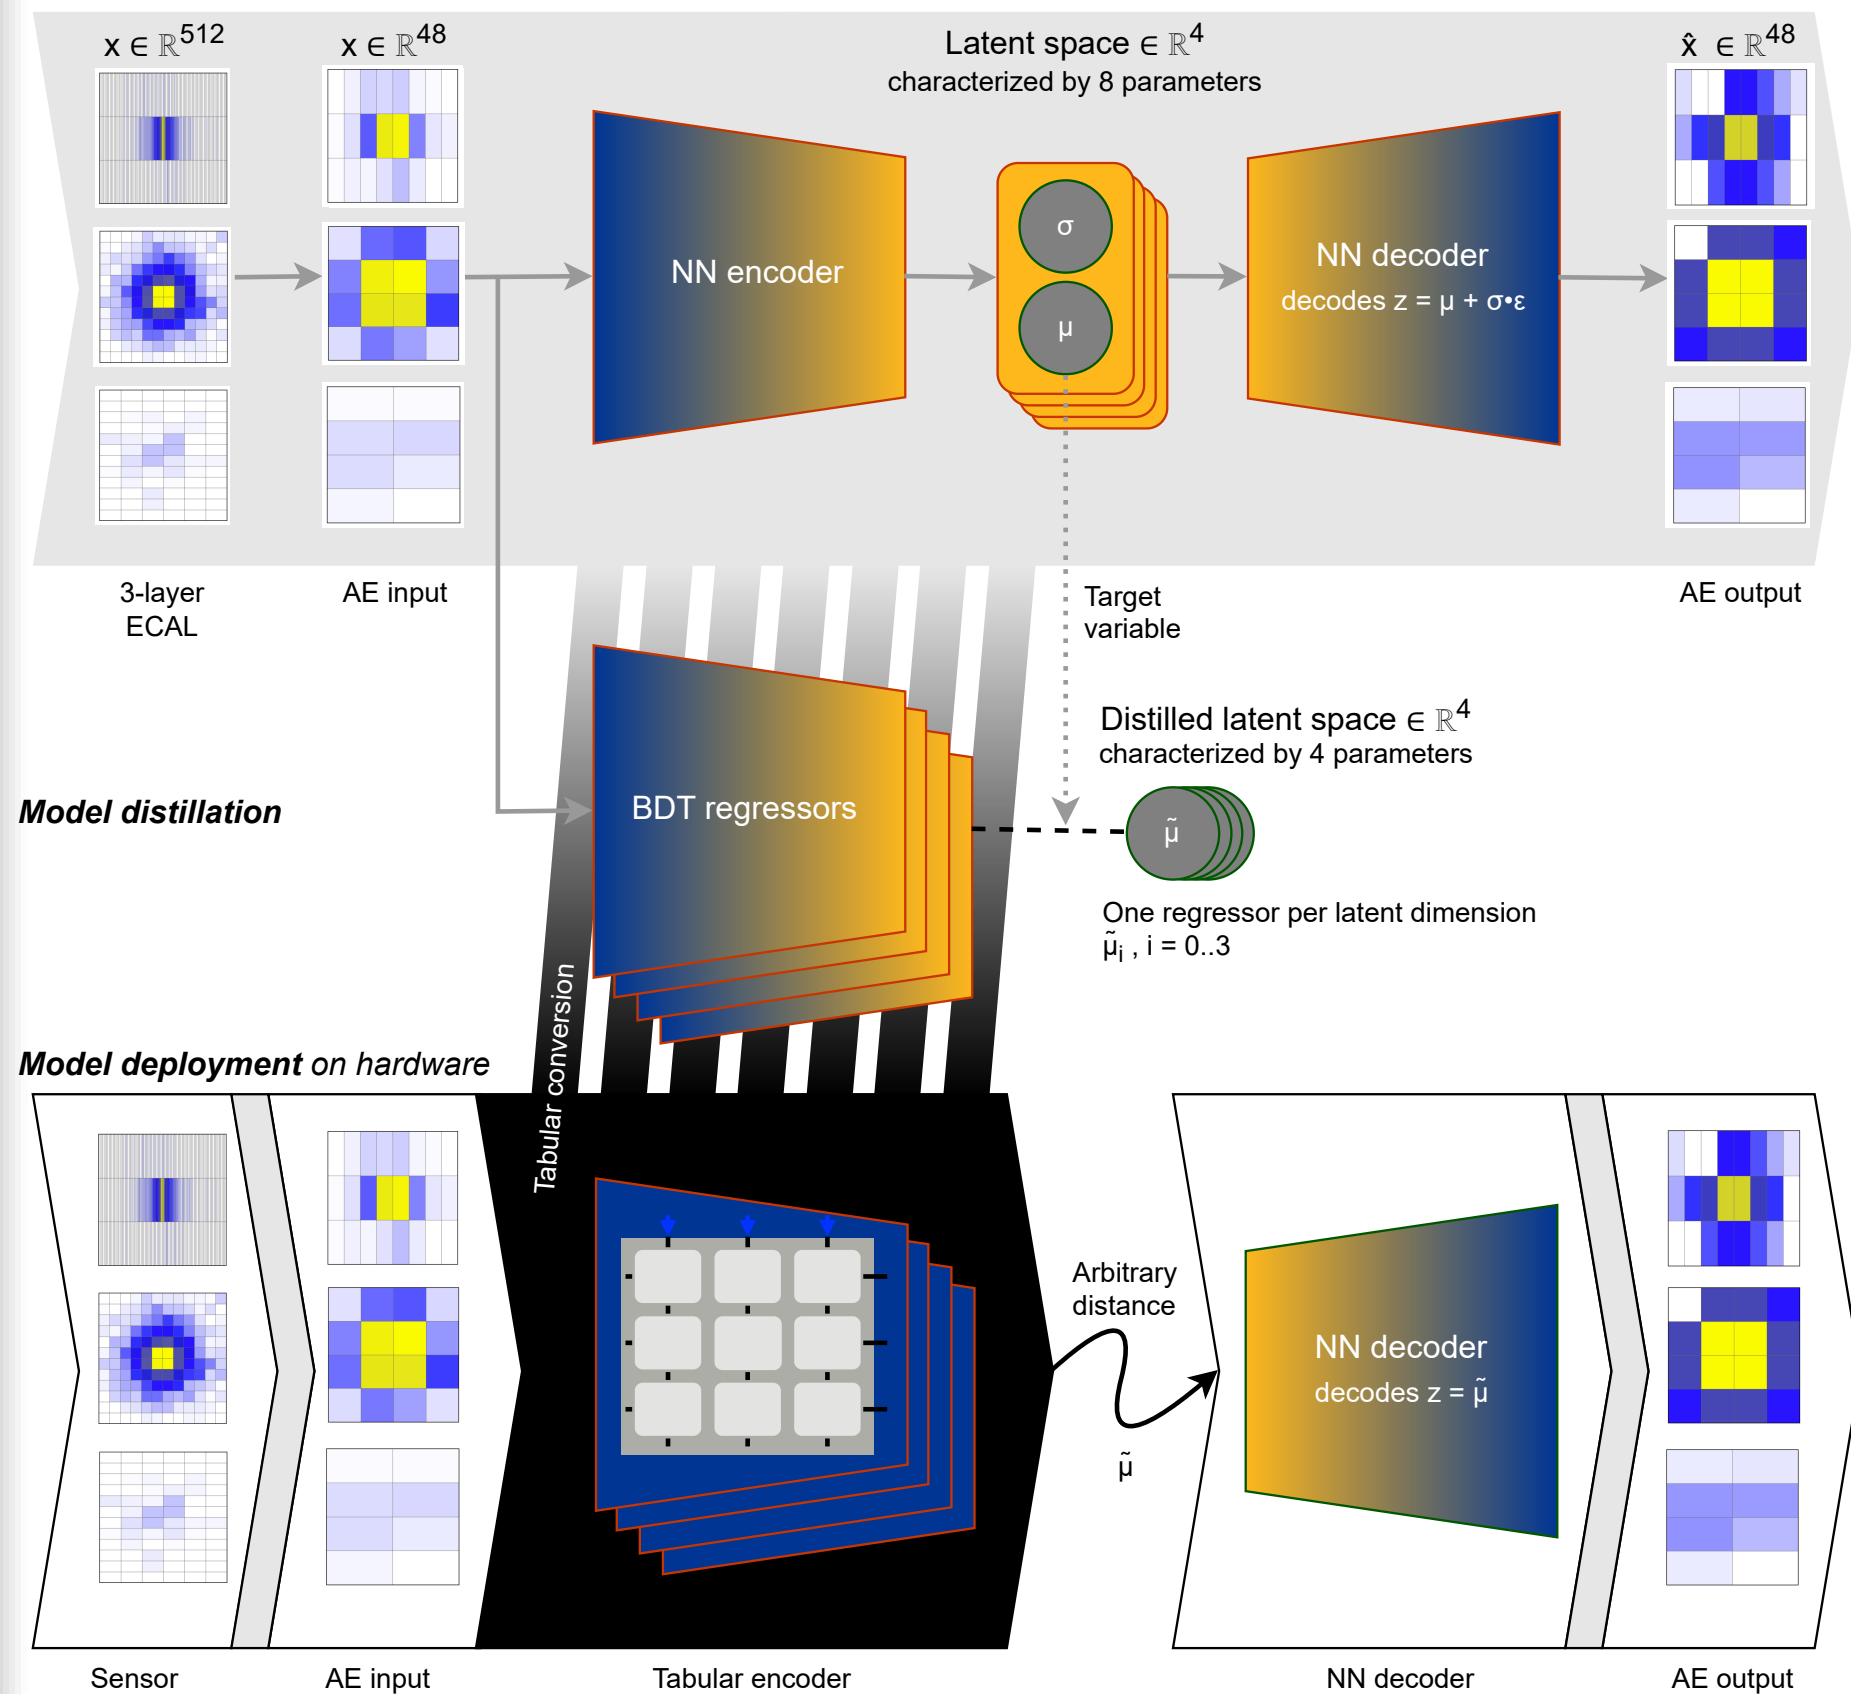 x ∈ ℝ512
x ∈ ℝ48
Latent space ∈ ℝ4
characterized by 8 parameters
x̂ ∈ ℝ48
σ
μ
NN encoder
NN decoder
decodes z = μ + σ•ε
3-layer
ECAL
AE input
AE output
Target
variable
Distilled latent space ∈ ℝ4
characterized by 4 parameters
Model distillation
BDT regressors
μ̃
One regressor per latent dimension
μ̃i , i = 0..3
Tabular conversion
Model deployment on hardware
Arbitrary
distance
μ̃
NN decoder
decodes z = μ̃
Sensor
AE input
Tabular encoder
NN decoder
AE output